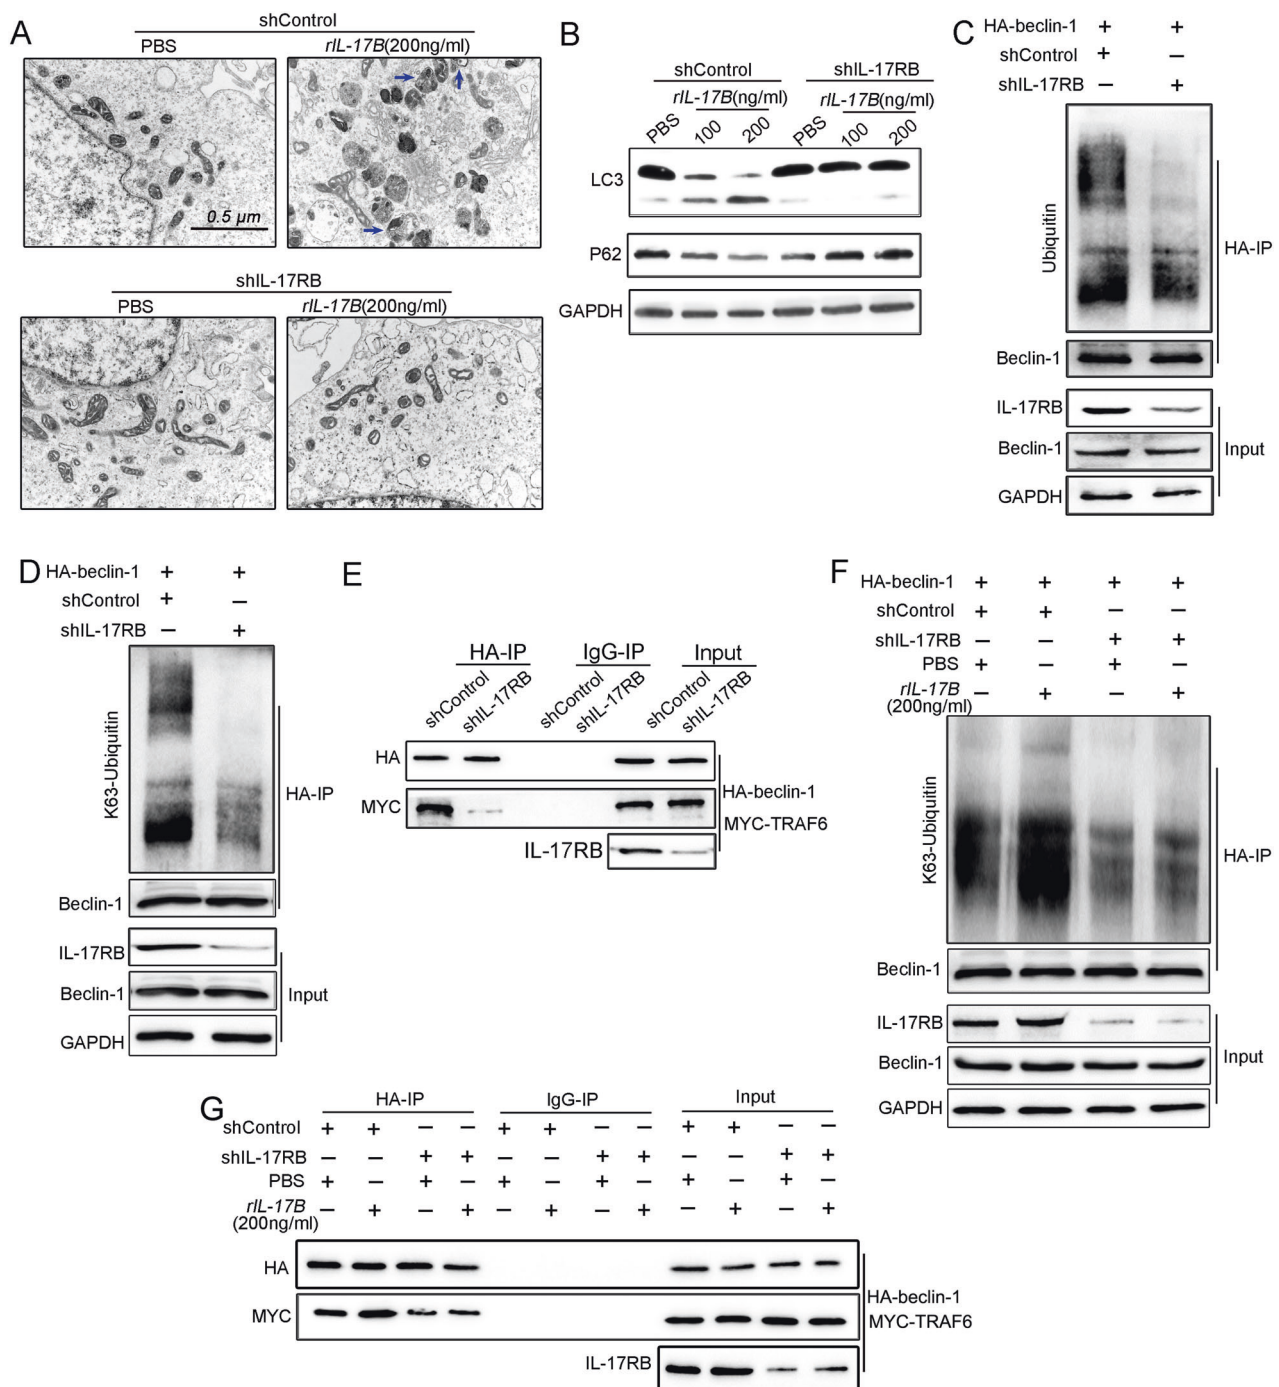 A
shControl
PBS
rIL-17B(200ng/ml)
0.5 µm
shIL-17RB
PBS
rIL-17B(200ng/ml)
B
shControl shIL-17RB
rIL-17B(ng/ml) rIL-17B(ng/ml)
PBS 100 200 PBS 100 200
LC3
P62
GAPDH
C
HA-beclin-1 + +
shControl + −
shIL-17RB − +
Ubiquitin
HA-IP
Beclin-1
IL-17RB
Beclin-1
Input
GAPDH
D
HA-beclin-1 + +
shControl + −
shIL-17RB − +
K63-Ubiquitin
HA-IP
Beclin-1
IL-17RB
Beclin-1
Input
GAPDH
E
HA-IP IgG-IP Input
shControl shIL-17RB shControl shIL-17RB shControl shIL-17RB
HA
MYC
HA-beclin-1
MYC-TRAF6
IL-17RB
F
HA-beclin-1 + + + +
shControl + + − −
shIL-17RB − − + +
PBS + − + −
rIL-17B − + − +
(200ng/ml)
K63-Ubiquitin
HA-IP
Beclin-1
IL-17RB
Beclin-1
Input
GAPDH
G
HA-IP IgG-IP Input
shControl + + − − + + − − + + − −
shIL-17RB − − + + − − + + − − + +
PBS + − + − + − + − + − + −
rIL-17B − + − + − + − + − + − +
(200ng/ml)
HA
MYC
HA-beclin-1
MYC-TRAF6
IL-17RB